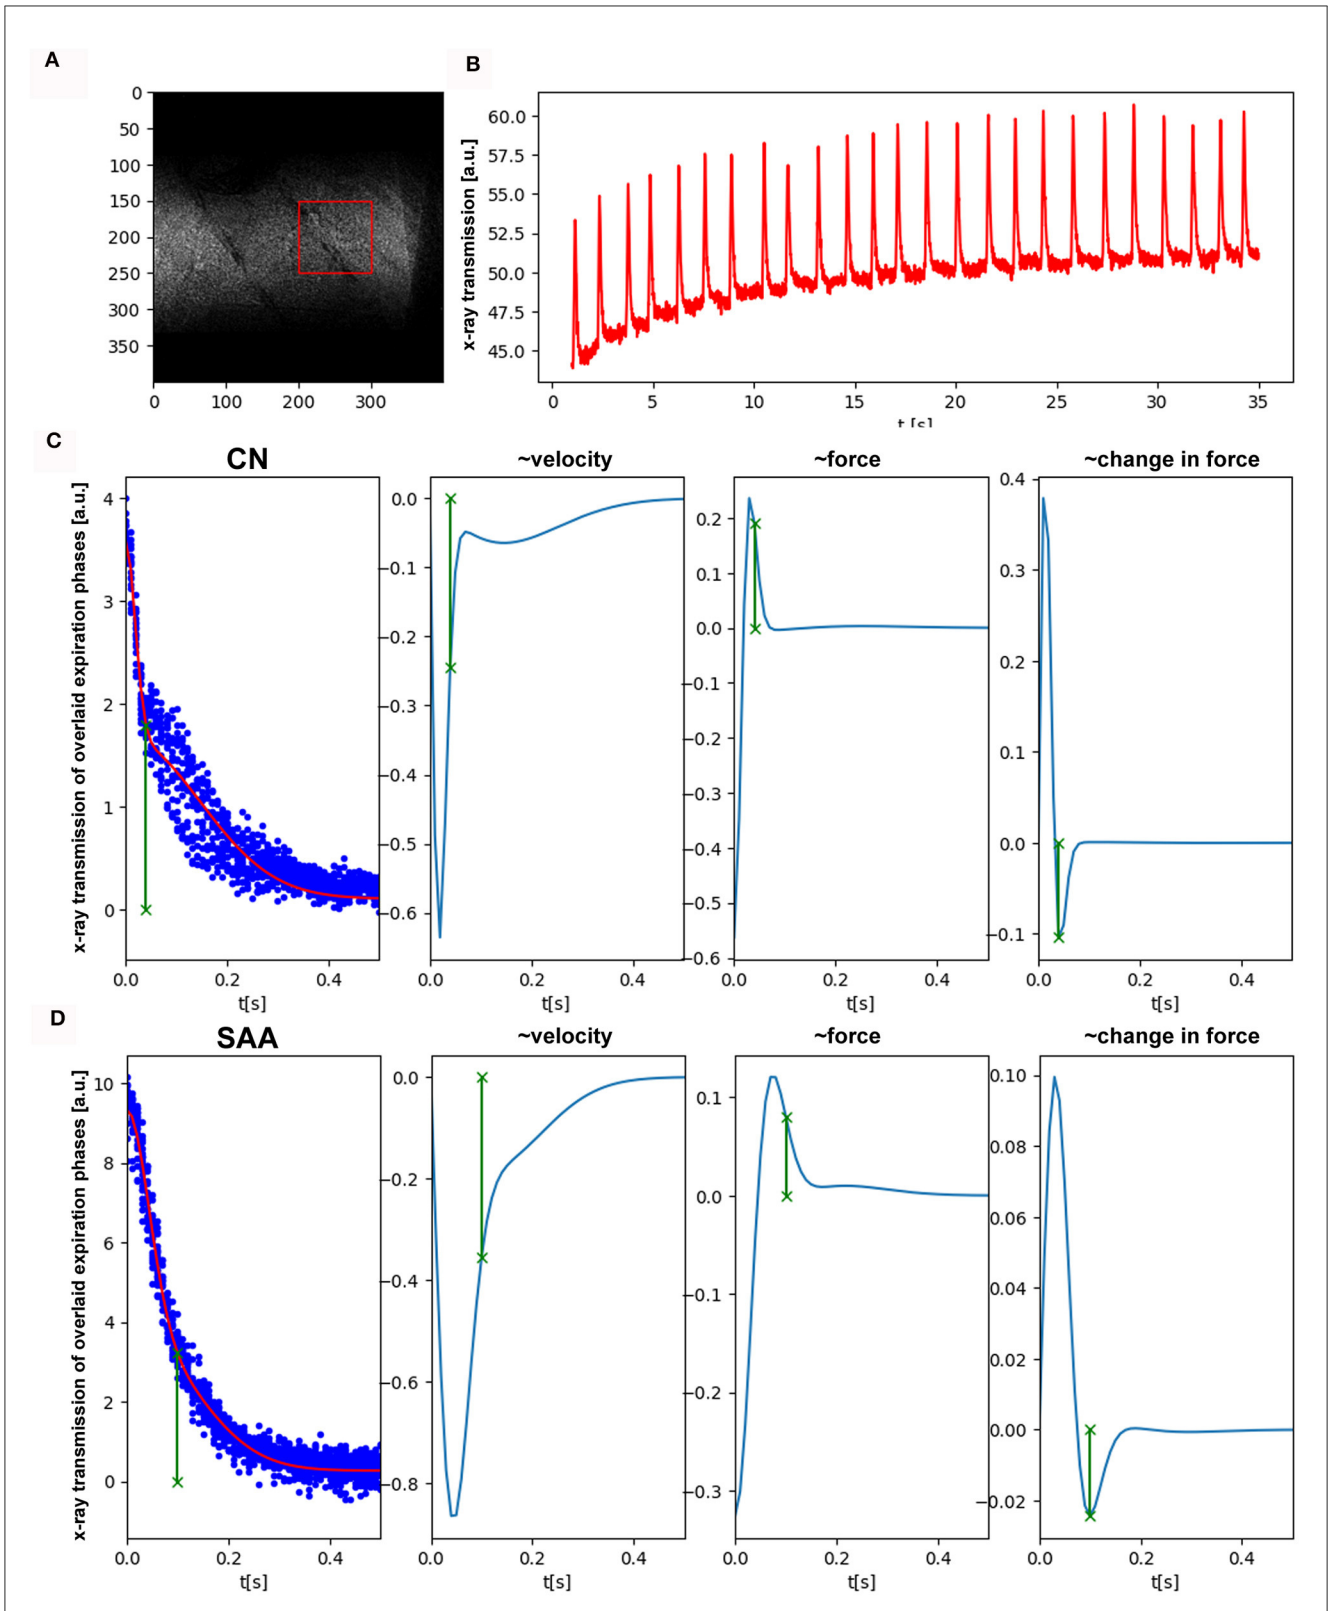 A
B
0
50
100
150
200
250
300
350
0 100 200 300
x-ray transmission [a.u.]
60.0
57.5
55.0
52.5
50.0
47.5
45.0
0 5 10 15 20 25 30 35
t [s]
C
CN
~velocity
~force
~change in force
x-ray transmission of overlaid expiration phases [a.u.]
4
3
2
1
0
0.0 0.2 0.4
t[s]
0.0
−0.1
−0.2
−0.3
−0.4
−0.5
−0.6
0.0 0.2 0.4
t[s]
0.2
0.1
0.0
−0.1
−0.2
−0.3
−0.4
−0.5
−0.6
0.0 0.2 0.4
t[s]
0.4
0.3
0.2
0.1
0.0
−0.1
0.0 0.2 0.4
t[s]
D
SAA
~velocity
~force
~change in force
x-ray transmission of overlaid expiration phases [a.u.]
10
8
6
4
2
0
0.0 0.2 0.4
t[s]
0.0
−0.2
−0.4
−0.6
−0.8
0.0 0.2 0.4
t[s]
0.1
0.0
−0.1
−0.2
−0.3
0.0 0.2 0.4
t[s]
0.10
0.08
0.06
0.04
0.02
0.00
−0.02
0.0 0.2 0.4
t[s]